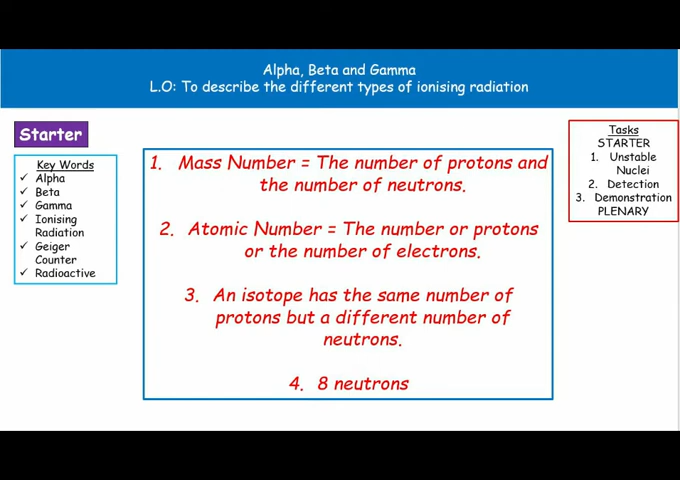 Alpha, Beta and Gamma
L.O: To describe the different types of ionising radiation
Starter
Key Words
✓ Alpha
✓ Beta
✓ Gamma
✓ Ionising
Radiation
✓ Geiger
Counter
✓ Radioactive
1. Mass Number = The number of protons and
the number of neutrons.
2. Atomic Number = The number or protons
or the number of electrons.
3. An isotope has the same number of
protons but a different number of
neutrons.
4. 8 neutrons
Tasks
STARTER
1. Unstable
Nuclei
2. Detection
3. Demonstration
PLENARY